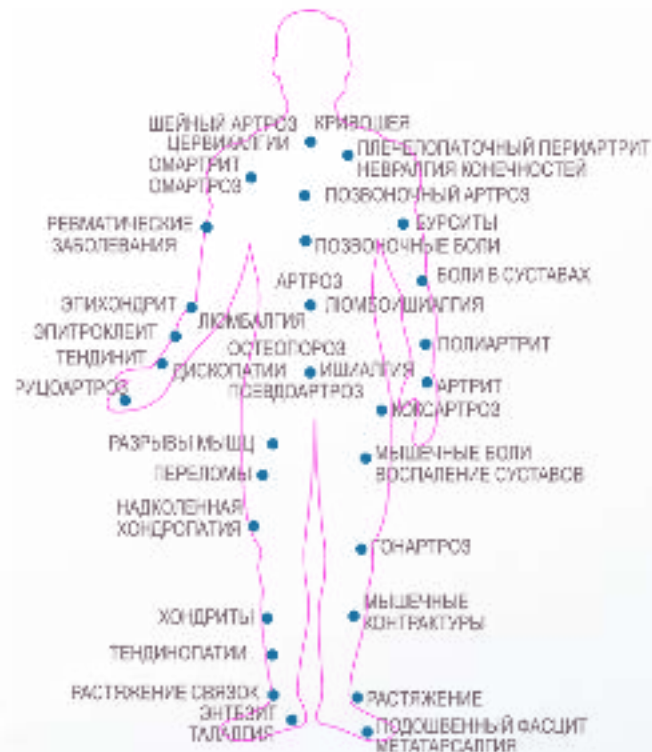 ШЕЙНЫЙ АРТРОЗ
ЦЕРВИКАЛГИИ
КРИВОШЕЯ
ПЛЕЧЕЛОПАТОЧНЫЙ ПЕРИАРТРИТ
НЕВРАЛГИЯ КОНЕЧНОСТЕЙ
ОМАРТРИТ
ОМАРТРОЗ
ПОЗВОНОЧНЫЙ АРТРОЗ
РЕВМАТИЧЕСКИЕ
ЗАБОЛЕВАНИЯ
БУРСИТЫ
ПОЗВОНОЧНЫЕ БОЛИ
АРТРОЗ
БОЛИ В СУСТАВАХ
ЭПИХОНДРИТ
ЛЮМБОИШИАЛГИЯ
ЛЮМБАЛГИЯ
ЭПИТРОКЛЕИТ
ОСТЕОПОРОЗ
ПОЛИАРТРИТ
ТЕНДИНИТ
ДИСКОПАТИИ
ИШИАЛГИЯ
ПСЕВДОАРТРОЗ
АРТРИТ
РИЦОАРТРОЗ
КОКСАРТРОЗ
РАЗРЫВЫ МЫШЦ
МЫШЕЧНЫЕ БОЛИ
ВОСПАЛЕНИЕ СУСТАВОВ
ПЕРЕЛОМЫ
НАДКОЛЕННАЯ
ХОНДРОПАТИЯ
ГОНАРТРОЗ
ХОНДРИТЫ
МЫШЕЧНЫЕ
КОНТРАКТУРЫ
ТЕНДИНОПАТИИ
РАСТЯЖЕНИЕ СВЯЗОК
РАСТЯЖЕНИЕ
ЭНТЕЗИТ
ТАЛАЛГИЯ
ПОДОШВЕННЫЙ ФАСЦИТ
МЕТАТАРСАЛГИЯ